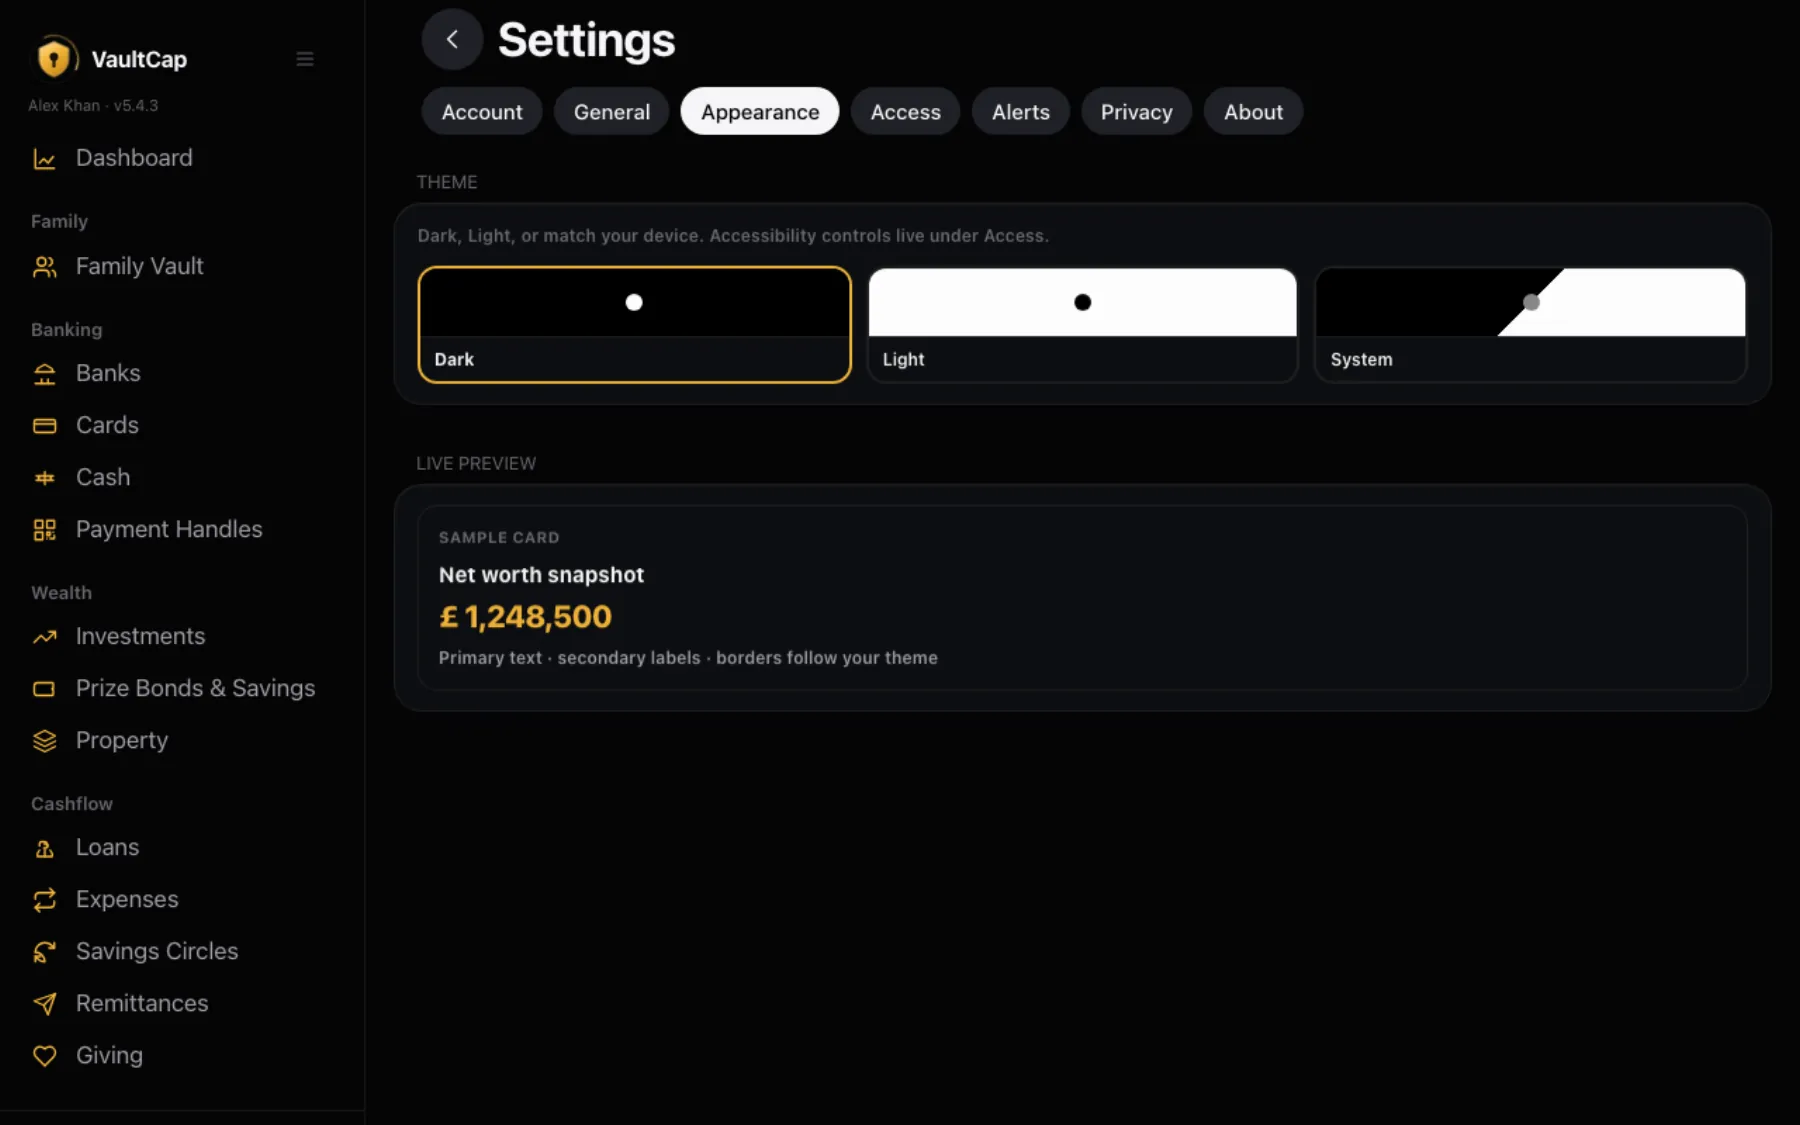 VaultCap
Alex Khan · v5.4.3
Dashboard
Family
Family Vault
Banking
Banks
Cards
Cash
Payment Handles
Wealth
Investments
Prize Bonds & Savings
Property
Cashflow
Loans
Expenses
Savings Circles
Remittances
Giving
Settings
Account General Appearance Access Alerts Privacy About
THEME
Dark, Light, or match your device. Accessibility controls live under Access.
Dark Light System
LIVE PREVIEW
SAMPLE CARD
Net worth snapshot
£ 1,248,500
Primary text · secondary labels · borders follow your theme